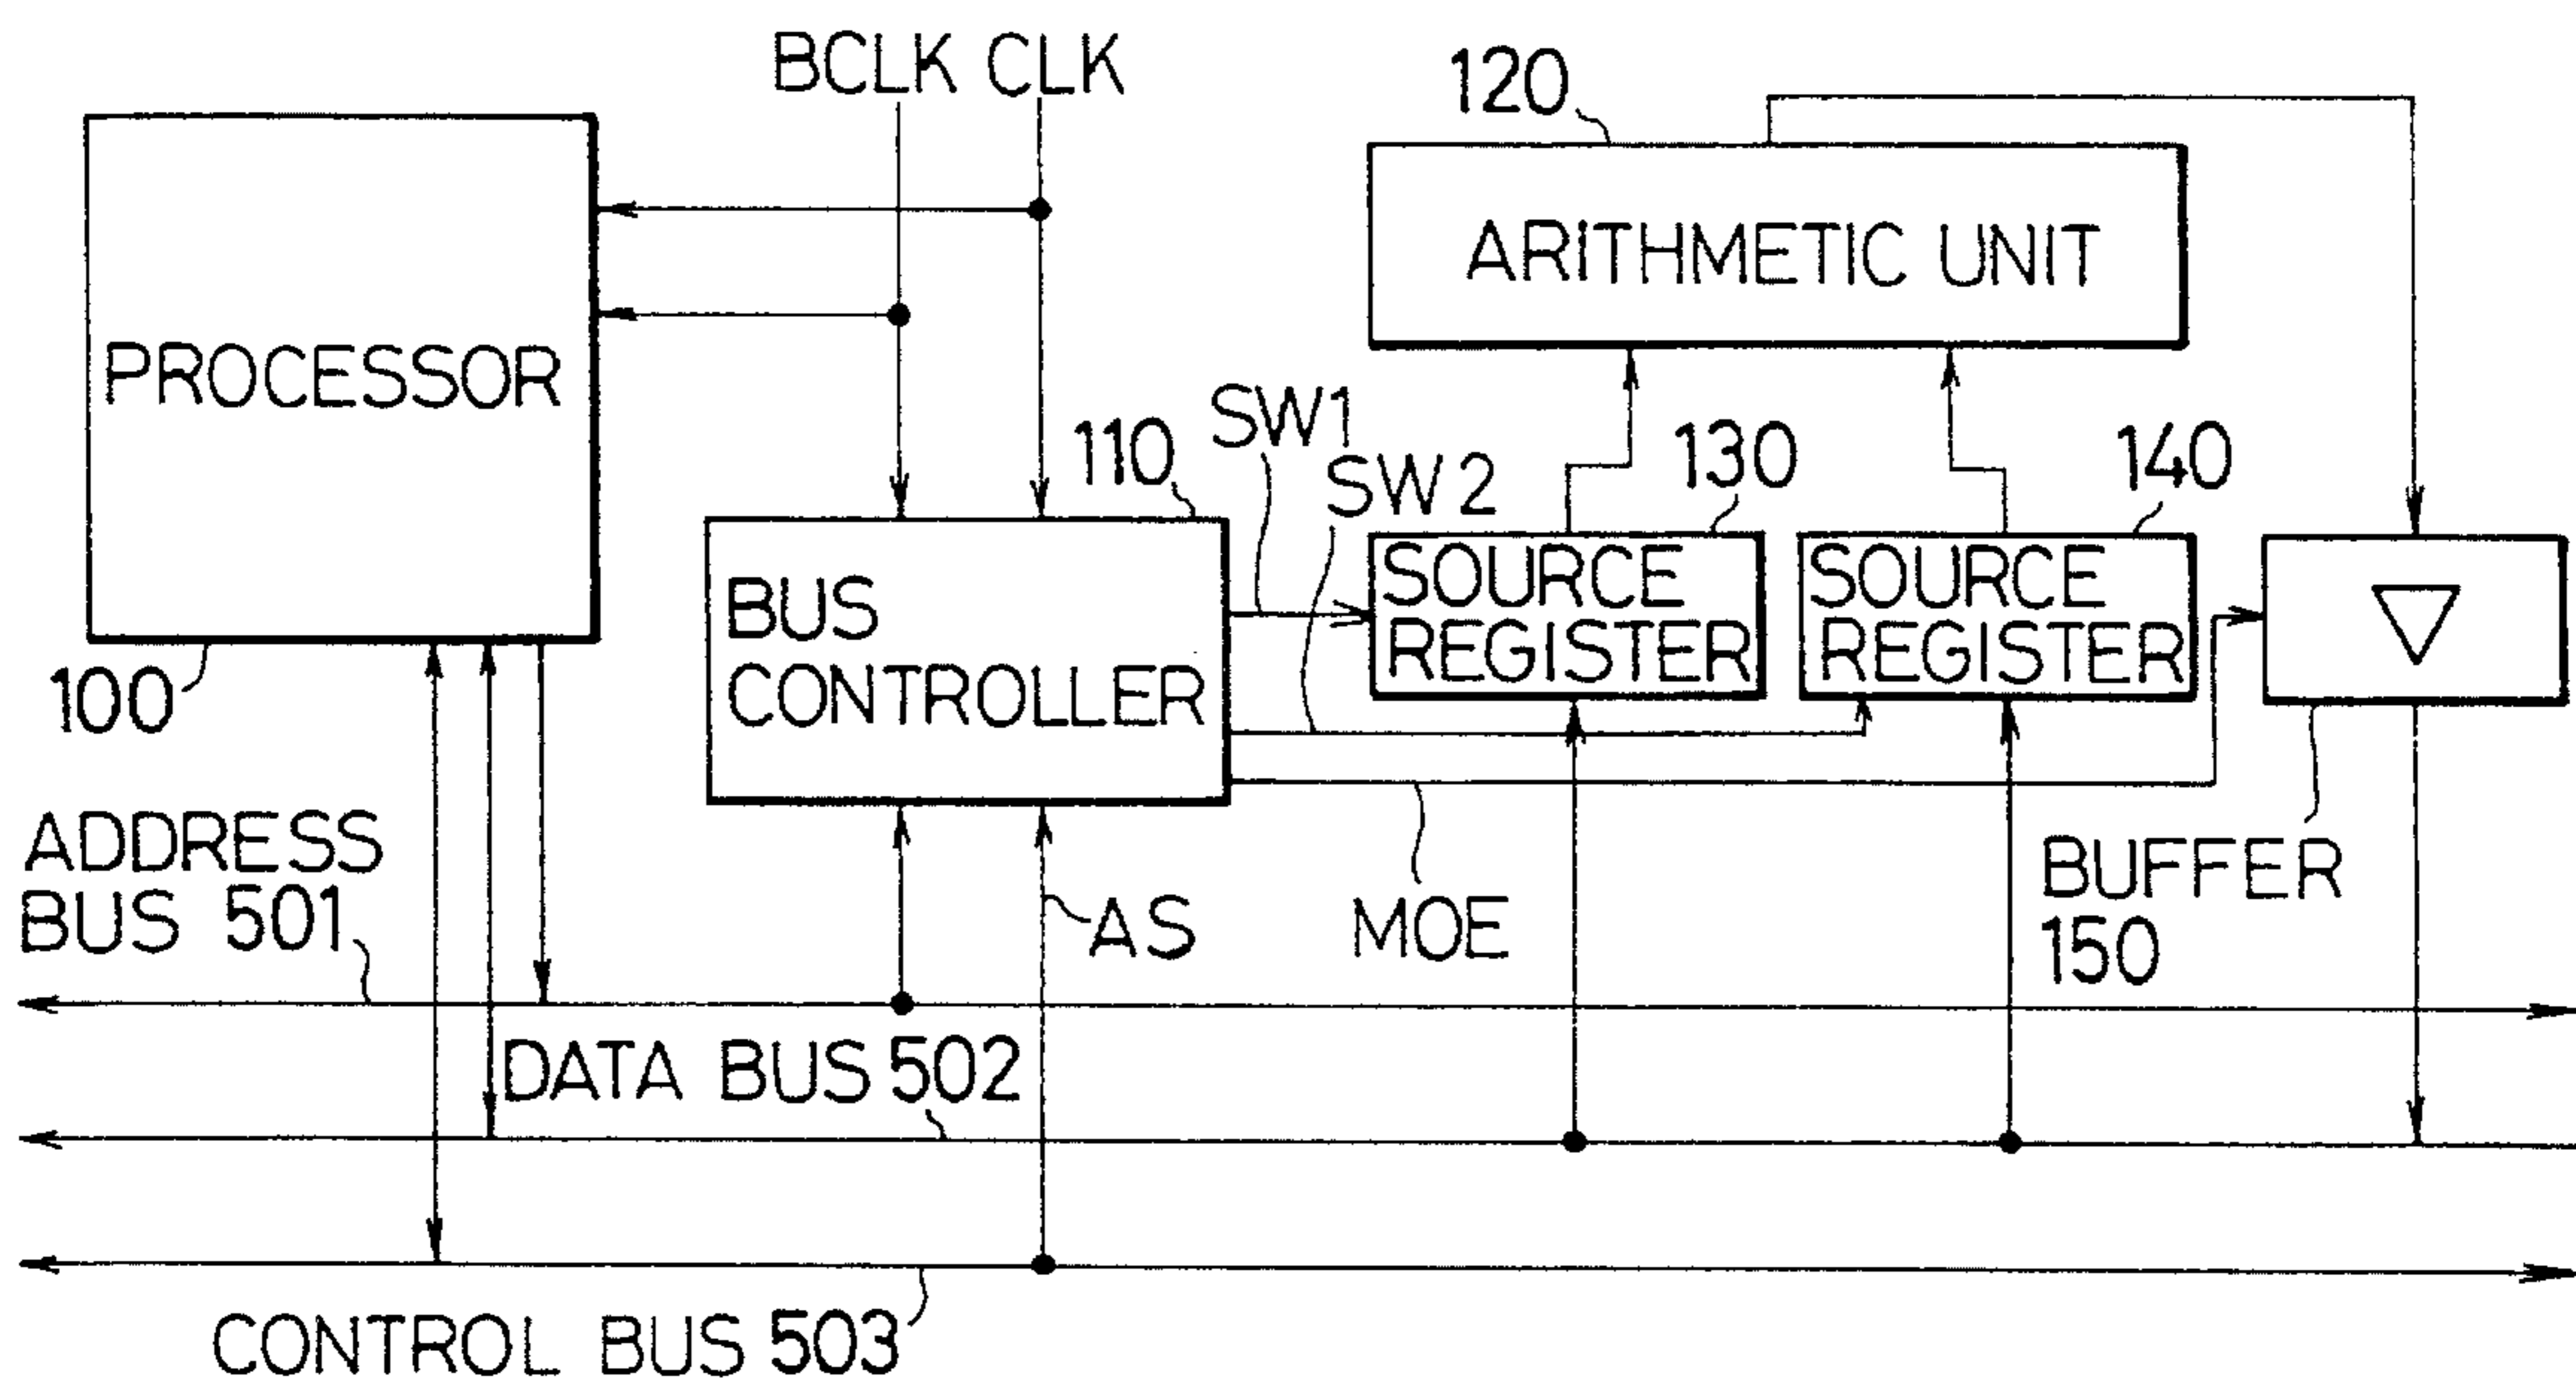 BCLK CLK
120
ARITHMETIC UNIT
PROCESSOR
100
110
BUS
CONTROLLER
SW1
SW2
130
SOURCE
REGISTER
140
SOURCE
REGISTER
ADDRESS
BUS 501
AS
MOE
BUFFER
150
DATA BUS 502
CONTROL BUS 503